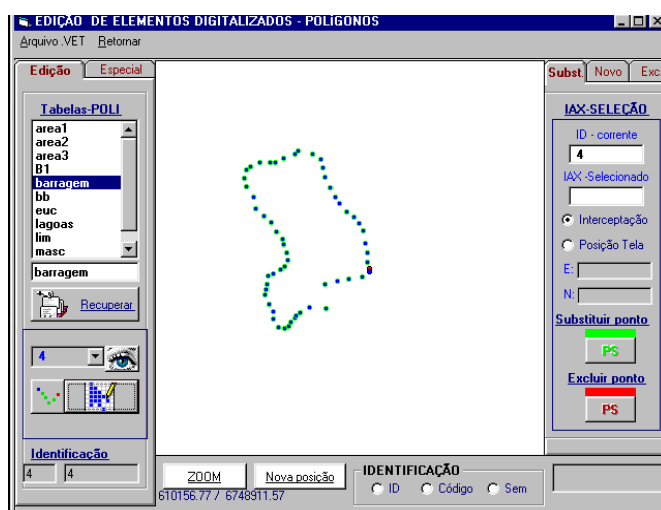 EDIÇÃO DE ELEMENTOS DIGITALIZADOS - POLÍGONOS
Arquivo .VET Retornar
Edição Especial
Tabelas-POLI
area1
area2
area3
B1
barragem
bb
euc
lagoas
lim
masc
barragem
Recuperar
4
Identificação
4 4
ZOOM Nova posição
610156.77 / 6748911.57
IDENTIFICAÇÃO
ID Código Sem
Subst. Novo Exc
IAX-SELEÇÃO
ID - corrente
4
IAX -Selecionado
Interceptação
Posição Tela
E:
N:
Substituir ponto
PS
Excluir ponto
PS